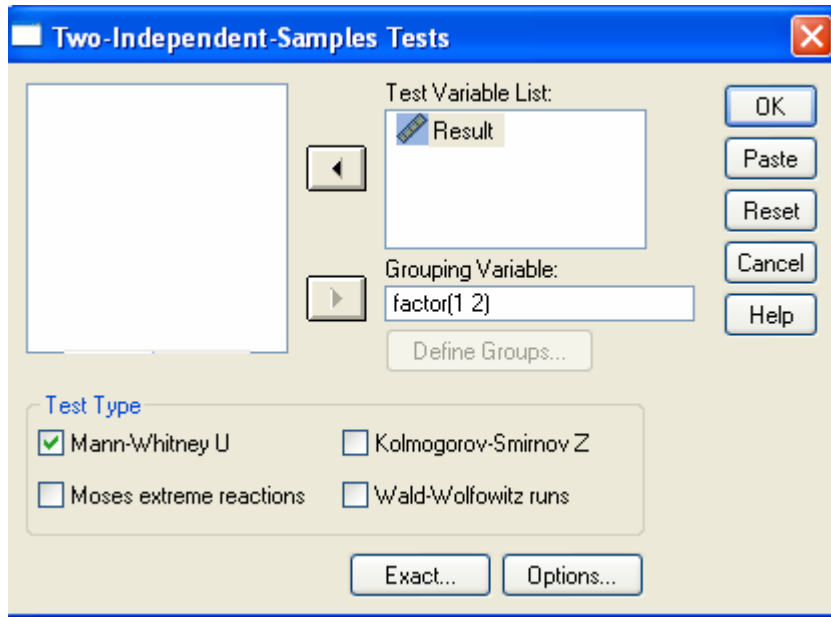 Two-Independent-Samples Tests
Test Variable List:
Result
OK
Paste
Reset
Cancel
Help
Grouping Variable:
factor(1 2)
Define Groups...
Test Type
Mann-Whitney U
Kolmogorov-Smirnov Z
Moses extreme reactions
Wald-Wolfowitz runs
Exact...
Options...